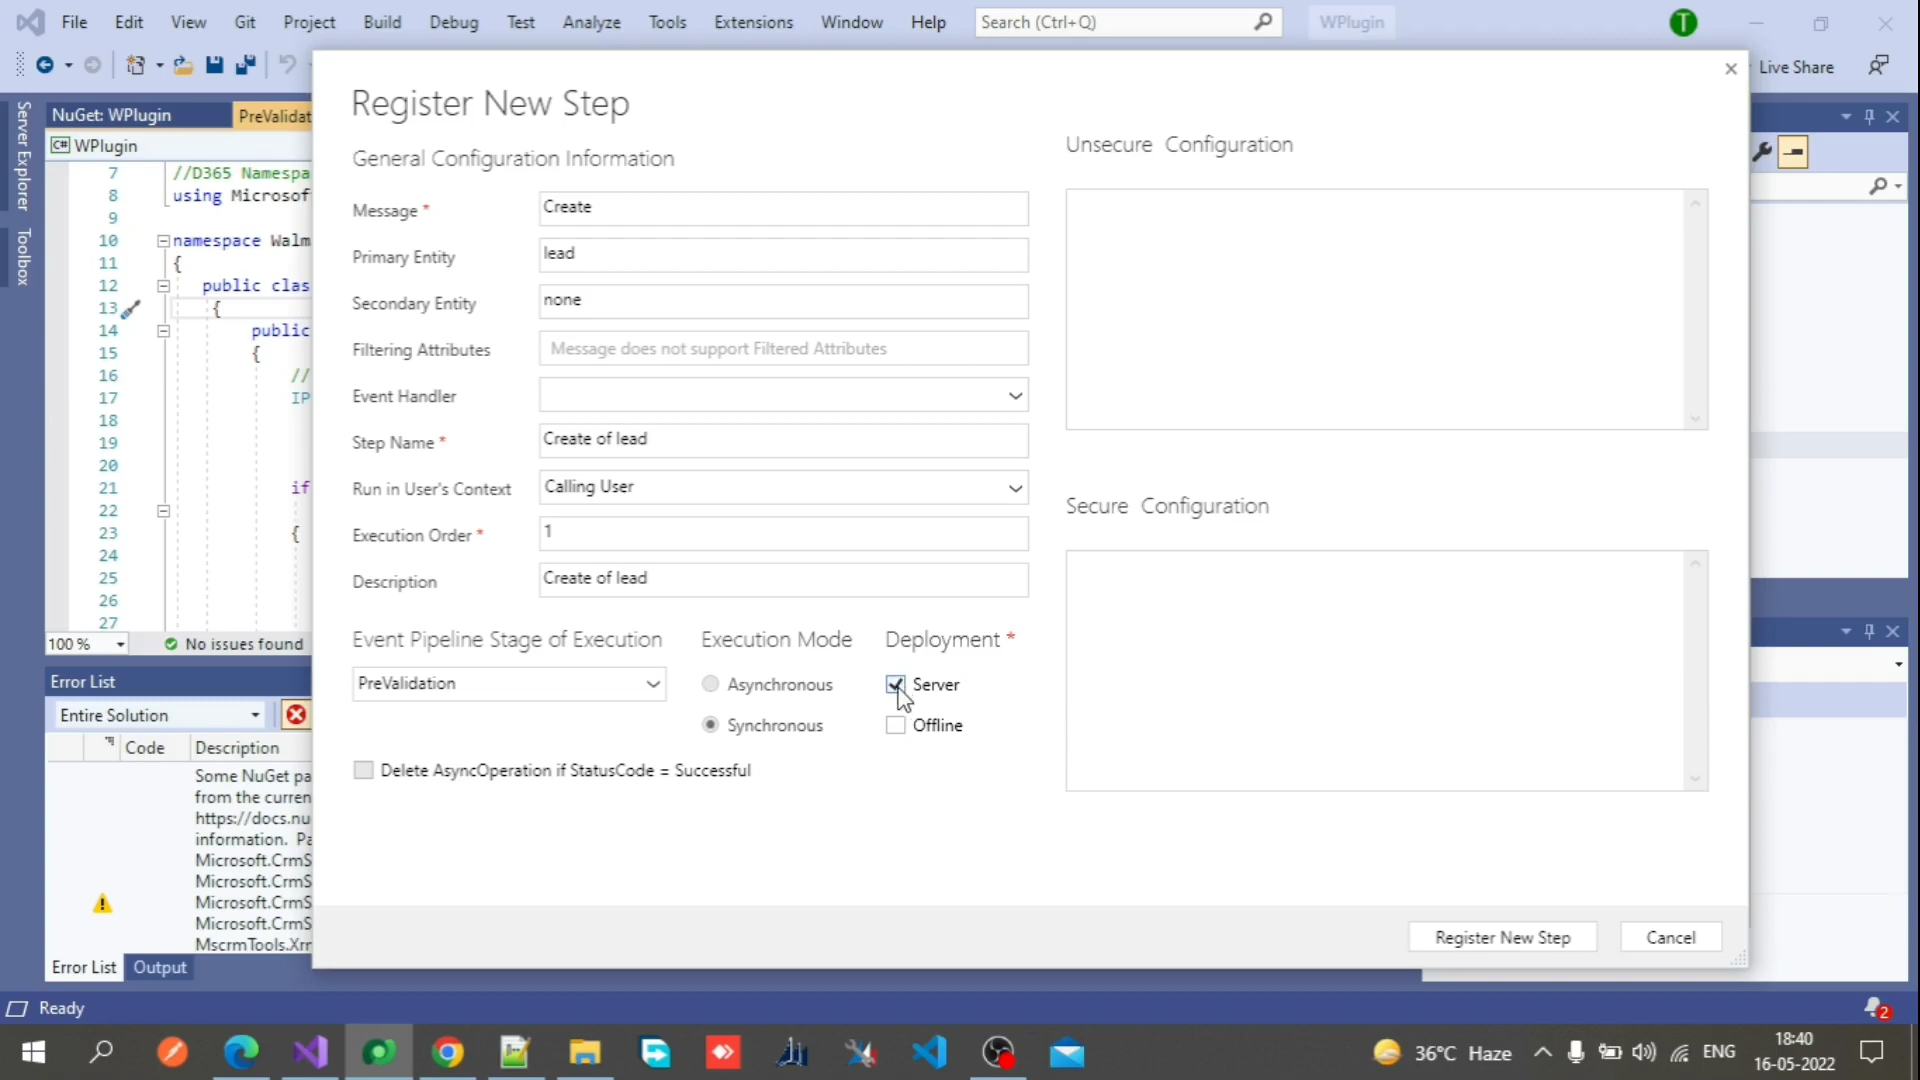 File Edit View Git Project Build Debug Test Analyze Tools Extensions Window Help Search (Ctrl+Q) WPlugin T
Live Share
Server Explorer
Toolbox
NuGet: WPlugin PreValidat
C# WPlugin
7 //D365 Namespa
8 using Microsof
9
10 namespace Walm
11 {
12 public clas
13 {
14 public
15 {
16 //
17 IP
18
19
20
21 if
22
23 {
24
25
26
27
100 % No issues found
Error List
Entire Solution
Code Description
Some NuGet pa
from the curren
https://docs.nu
information. Pa
Microsoft.CrmS
Microsoft.CrmS
Microsoft.CrmS
Microsoft.CrmS
MscrmTools.Xrr
Error List Output
Ready
2
Register New Step
General Configuration Information
Message * Create
Primary Entity lead
Secondary Entity none
Filtering Attributes Message does not support Filtered Attributes
Event Handler
Step Name * Create of lead
Run in User's Context Calling User
Execution Order * 1
Description Create of lead
Event Pipeline Stage of Execution Execution Mode Deployment *
PreValidation Asynchronous Server
Synchronous Offline
Delete AsyncOperation if StatusCode = Successful
Unsecure Configuration
Secure Configuration
Register New Step Cancel
36°C Haze ENG 18:40
16-05-2022